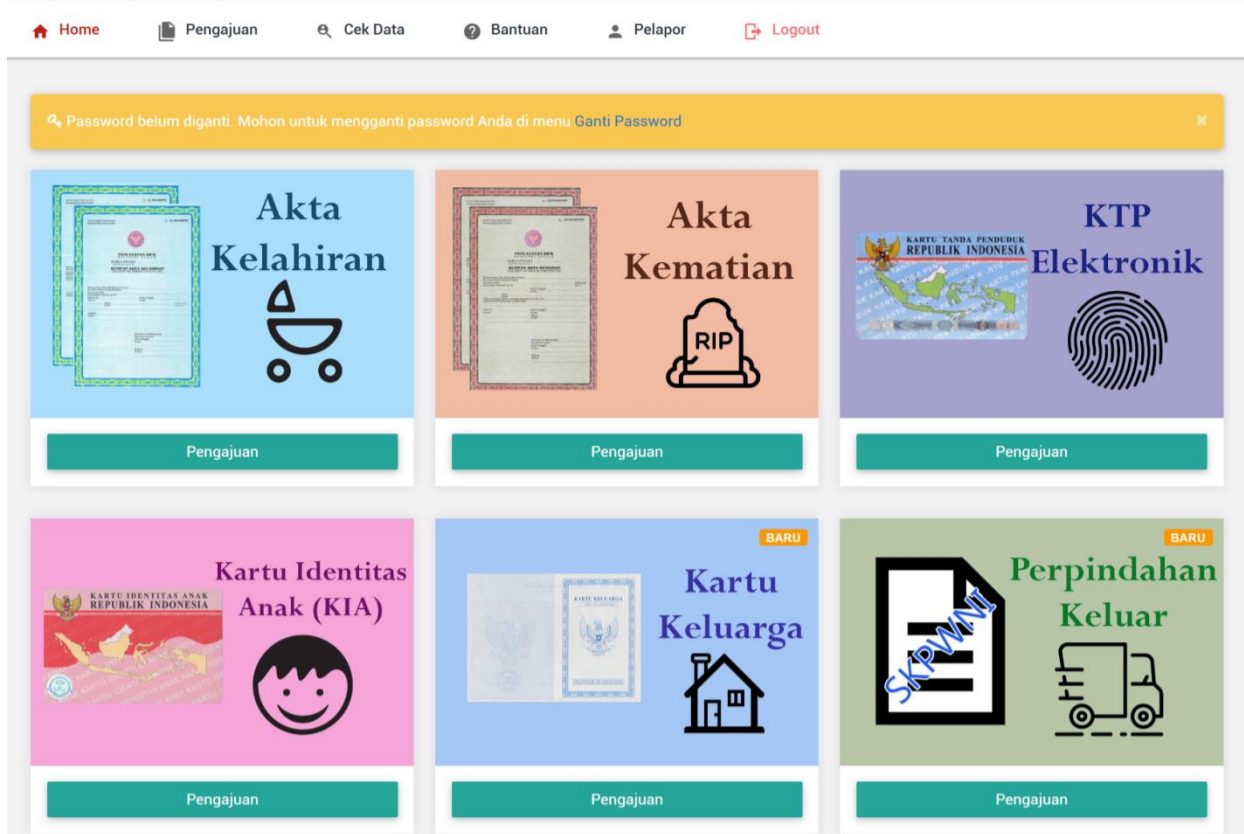 Home
Pengajuan
Cek Data
Bantuan
Pelapor
Logout
Password belum diganti. Mohon untuk mengganti password Anda di menu Ganti Password
Akta
Kelahiran
Pengajuan
Akta
Kematian
RIP
Pengajuan
KARTU TANDA PENDUDUK
REPUBLIK INDONESIA
KTP
Elektronik
Pengajuan
KARTU IDENTITAS ANAK
REPUBLIK INDONESIA
Kartu Identitas
Anak (KIA)
Pengajuan
BARU
KARTU KELUARGA
Kartu
Keluarga
Pengajuan
BARU
SKPWNI
Perpindahan
Keluar
Pengajuan